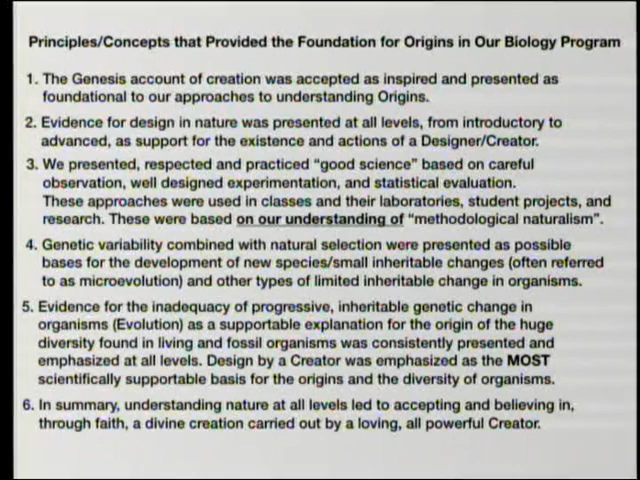 Principles/Concepts that Provided the Foundation for Origins in Our Biology Program
1. The Genesis account of creation was accepted as inspired and presented as
foundational to our approaches to understanding Origins.
2. Evidence for design in nature was presented at all levels, from introductory to
advanced, as support for the existence and actions of a Designer/Creator.
3. We presented, respected and practiced “good science” based on careful
observation, well designed experimentation, and statistical evaluation.
These approaches were used in classes and their laboratories, student projects, and
research. These were based on our understanding of “methodological naturalism”.
4. Genetic variability combined with natural selection were presented as possible
bases for the development of new species/small inheritable changes (often referred
to as microevolution) and other types of limited inheritable change in organisms.
5. Evidence for the inadequacy of progressive, inheritable genetic change in
organisms (Evolution) as a supportable explanation for the origin of the huge
diversity found in living and fossil organisms was consistently presented and
emphasized at all levels. Design by a Creator was emphasized as the MOST
scientifically supportable basis for the origins and the diversity of organisms.
6. In summary, understanding nature at all levels led to accepting and believing in,
through faith, a divine creation carried out by a loving, all powerful Creator.